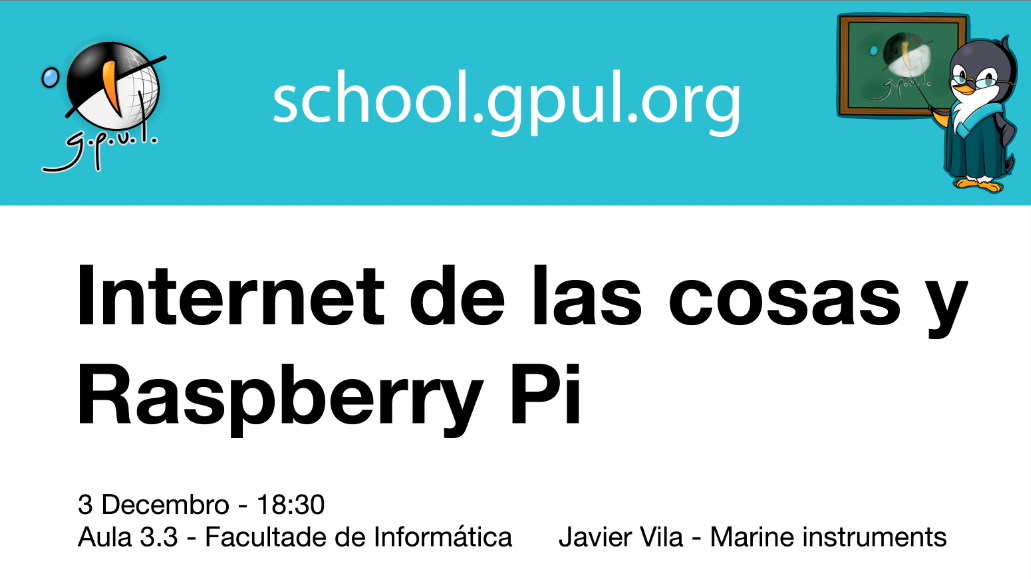 g.p.u.l.
school.gpul.org
g.p.u.l.
Internet de las cosas y
Raspberry Pi
3 Decembro - 18:30
Aula 3.3 - Facultade de Informática
Javier Vila - Marine instruments